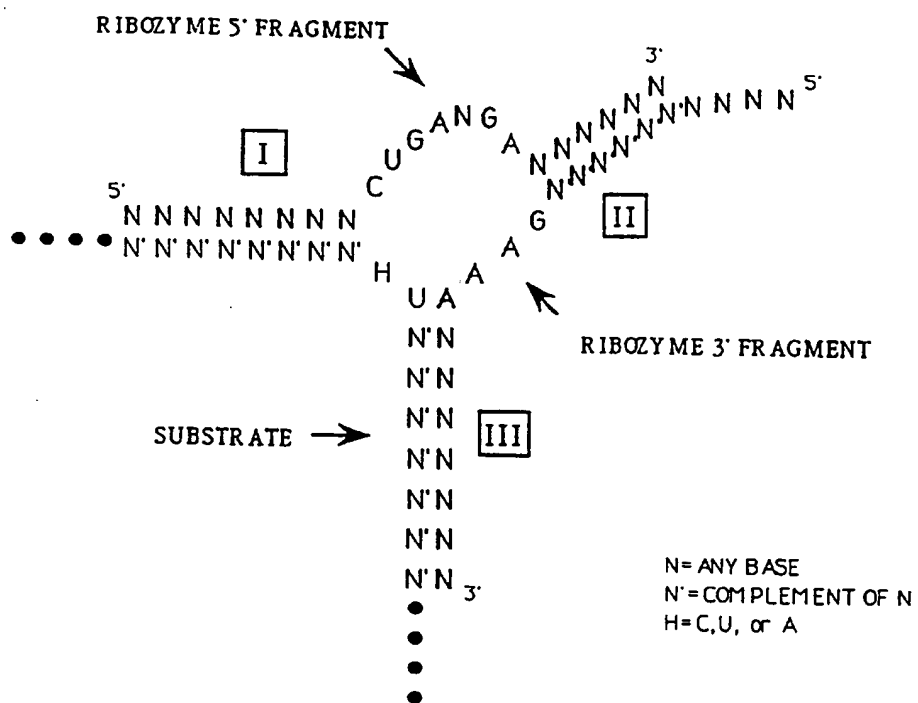 RIBOZYME 5' FRAGMENT
3'
5'
N N N N N N
N N N N N N N' N N N N
C U G A N G A
I
5'
N N N N N N N N
N' N' N' N' N' N' N' N'
II
G
A
A
H
U A
N' N
N' N
RIBOZYME 3' FRAGMENT
N' N
SUBSTRATE
III
N' N
N' N
N' N
N' N 3'
N= ANY BASE
N'= COMPLEMENT OF N
H= C,U, or A